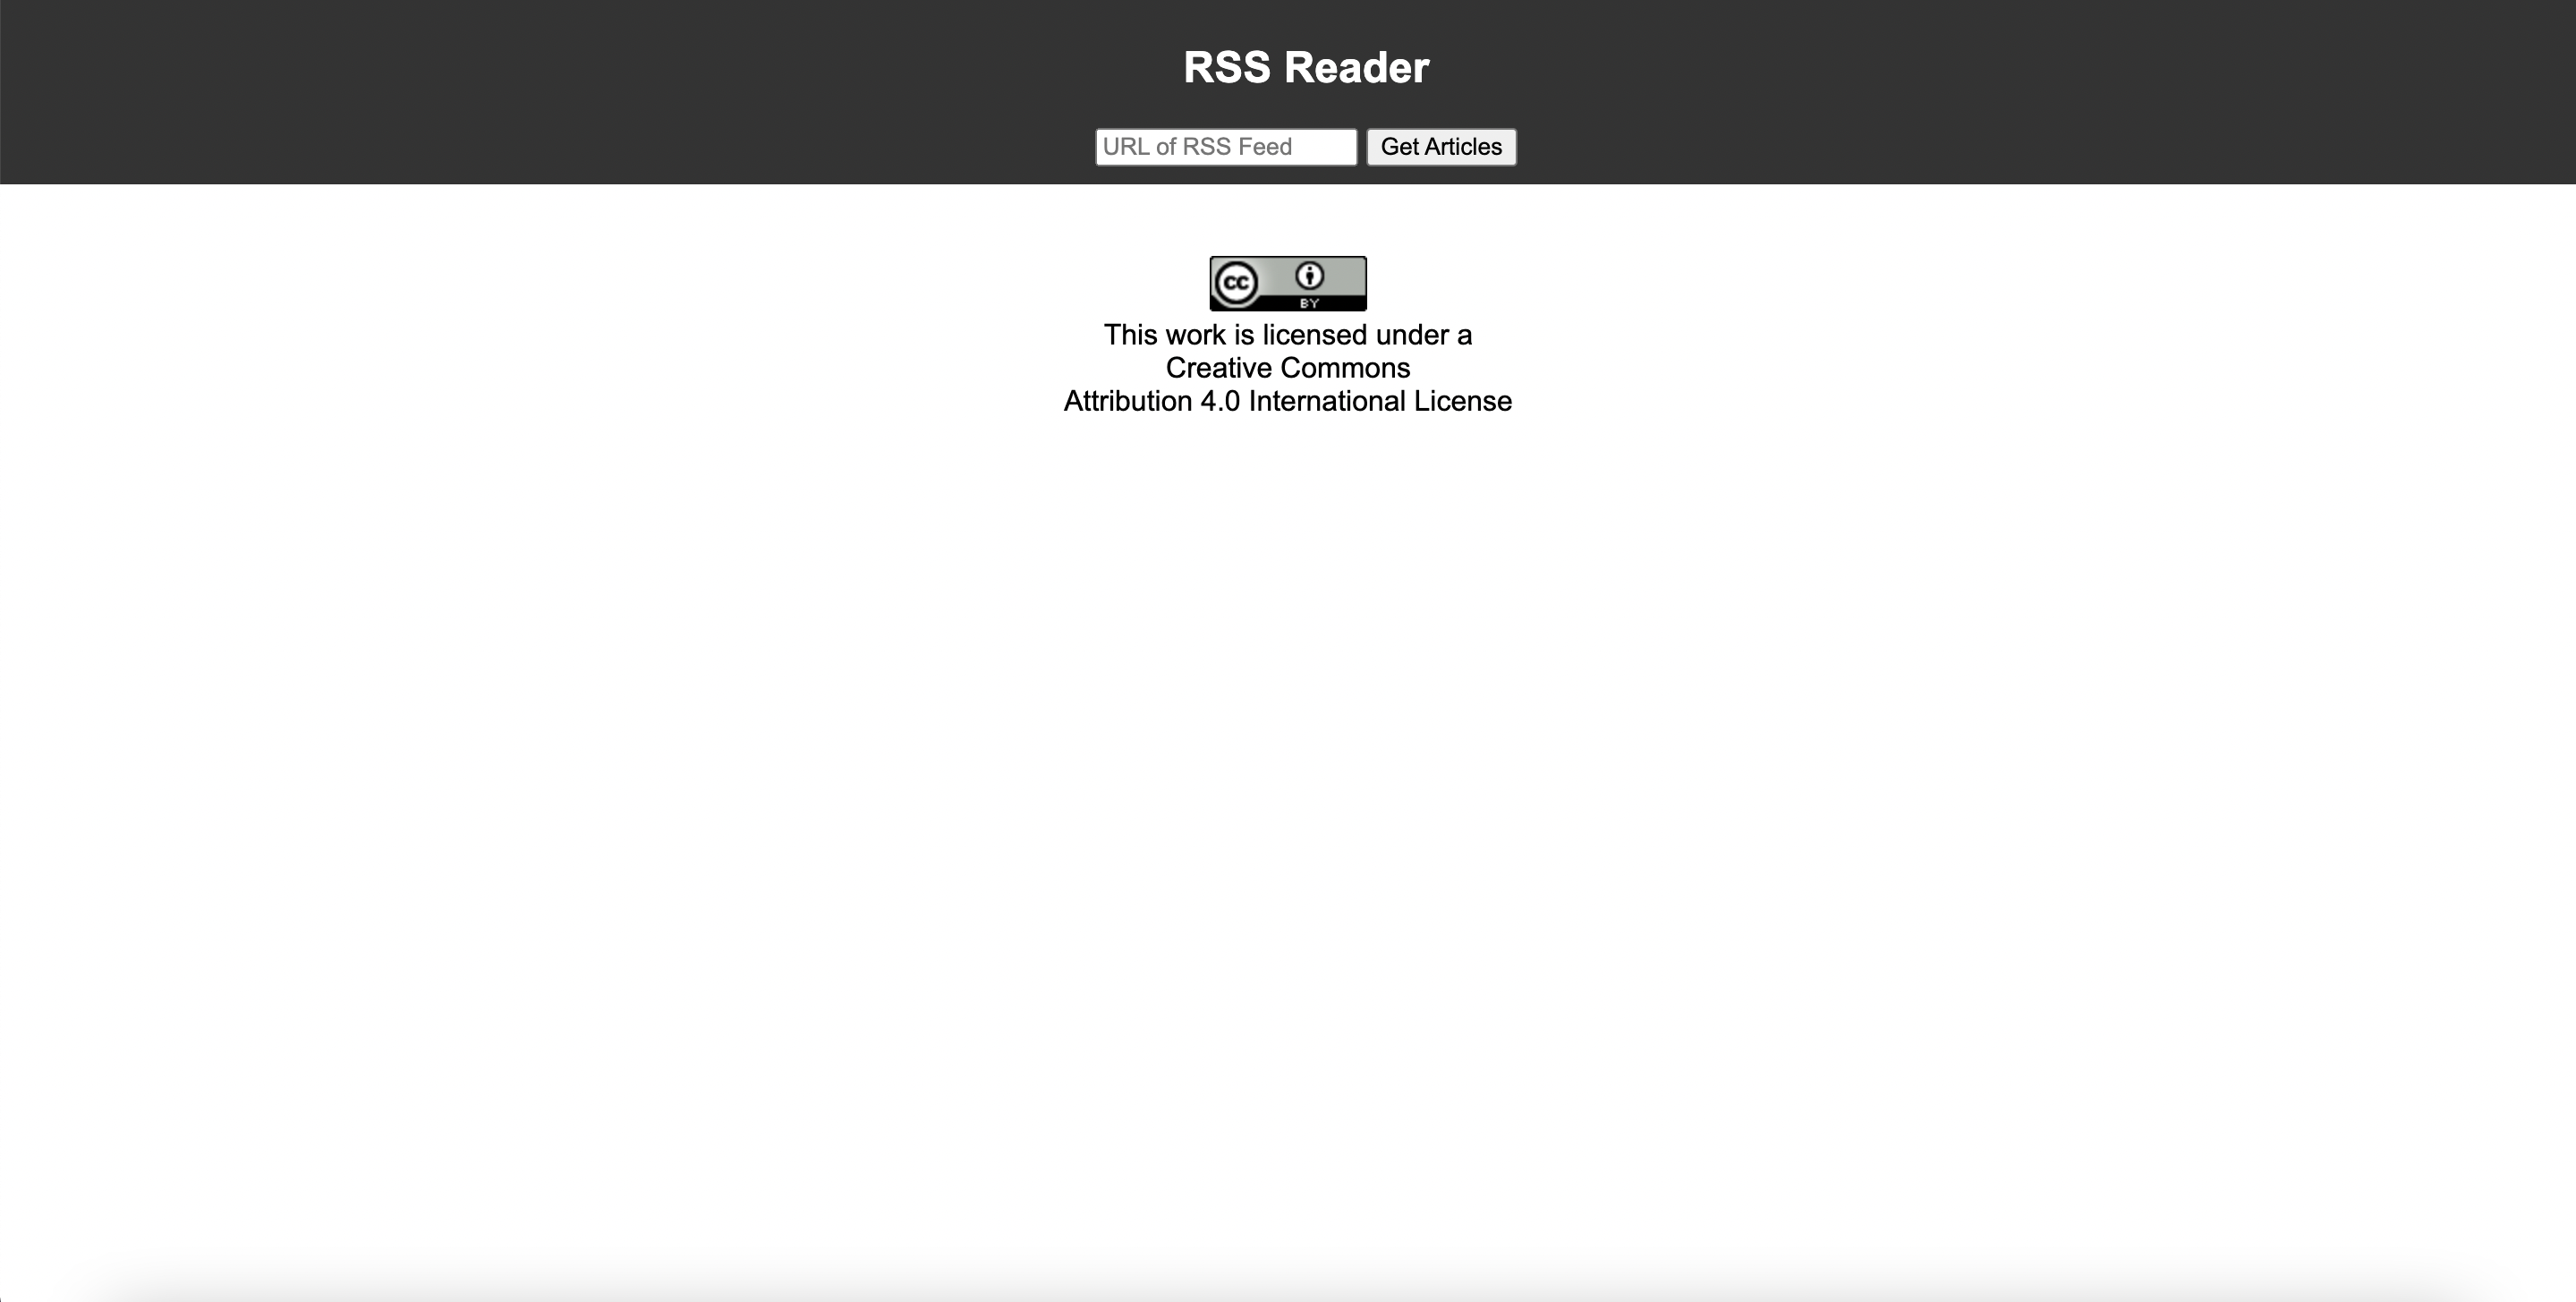 RSS Reader
URL of RSS Feed Get Articles
cc
BY
This work is licensed under a
Creative Commons
Attribution 4.0 International License